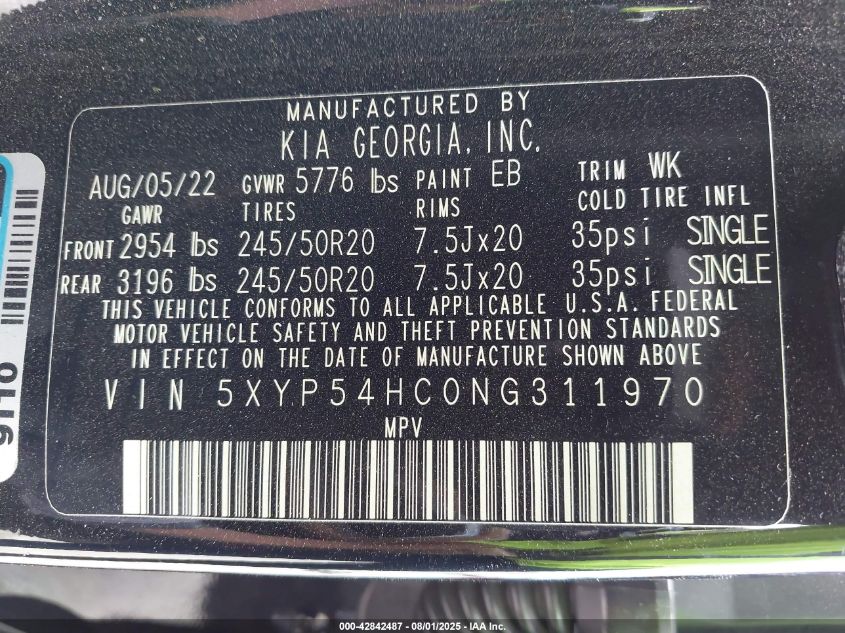 MANUFACTURED BY
KIA GEORGIA, INC.
AUG/05/22 GVWR 5776 lbs PAINT EB TRIM WK
GAWR TIRES RIMS COLD TIRE INFL
FRONT 2954 lbs 245/50R20 7.5Jx20 35psi SINGLE
REAR 3196 lbs 245/50R20 7.5Jx20 35psi SINGLE
THIS VEHICLE CONFORMS TO ALL APPLICABLE U.S.A. FEDERAL
MOTOR VEHICLE SAFETY AND THEFT PREVENTION STANDARDS
IN EFFECT ON THE DATE OF MANUFACTURE SHOWN ABOVE
VIN 5XYP54HC0NG311970
MPV
9110
000-42842487 - 08/01/2025 - IAA Inc.